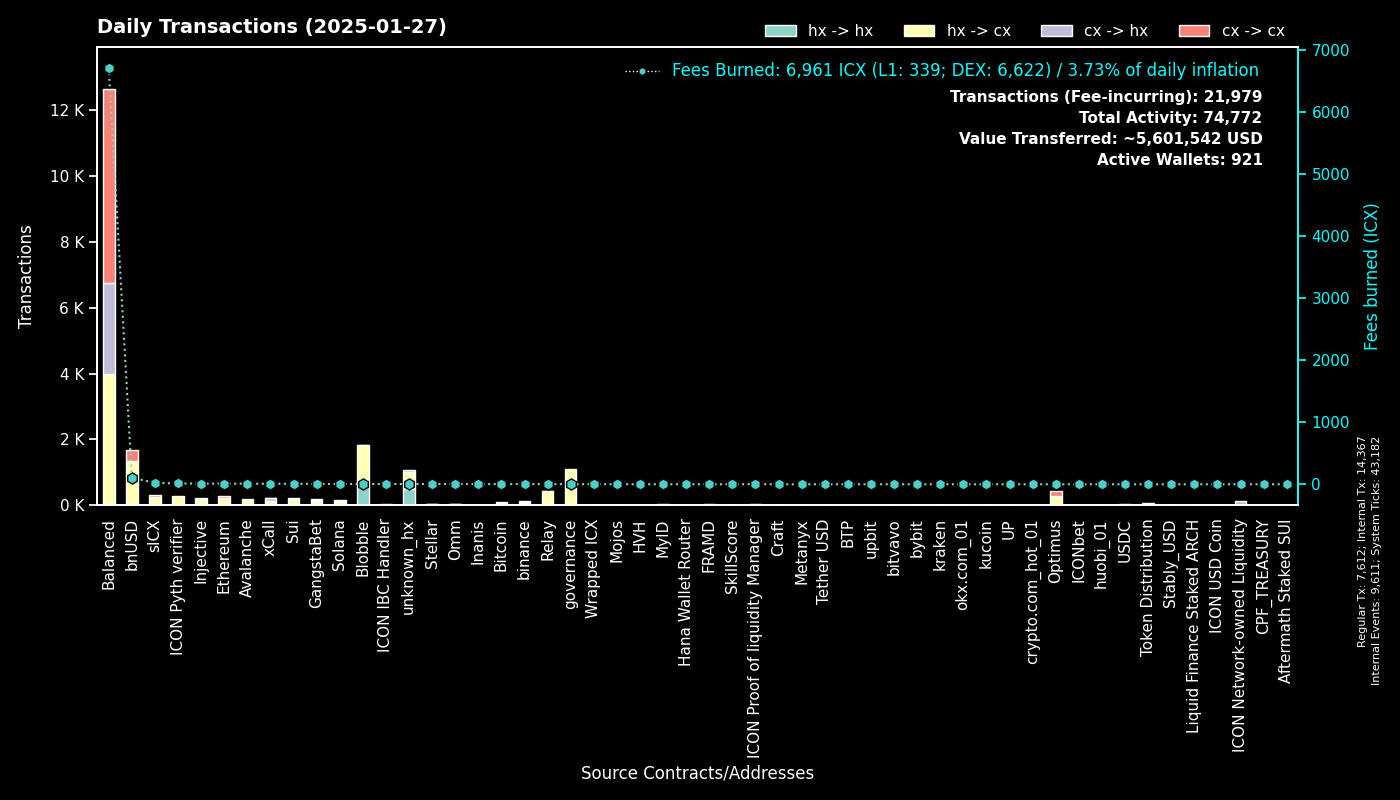 Daily Transactions (2025-01-27)
hx -> hx
hx -> cx
cx -> hx
cx -> cx
Fees Burned: 6,961 ICX (L1: 339; DEX: 6,622) / 3.73% of daily inflation
Transactions (Fee-incurring): 21,979
Total Activity: 74,772
Value Transferred: ~5,601,542 USD
Active Wallets: 921
Transactions
12 K
10 K
8 K
6 K
4 K
2 K
0 K
7000
6000
5000
4000
3000
2000
1000
0
Fees burned (ICX)
Regular Tx: 7,612; Internal Tx: 14,367
Internal Events: 9,611; System Ticks: 43,182
Balanced
bnUSD
sICX
ICON Pyth verifier
Injective
Ethereum
Avalanche
xCall
Sui
GangstaBet
Solana
Blobble
ICON IBC Handler
unknown_hx
Stellar
Omm
Inanis
Bitcoin
binance
Relay
governance
Wrapped ICX
Mojos
HVH
MyID
Hana Wallet Router
FRAMD
SkillScore
ICON Proof of liquidity Manager
Craft
Metanyx
Tether USD
BTP
upbit
bitvavo
bybit
kraken
okx.com_01
kucoin
UP
crypto.com_hot_01
Optimus
ICONbet
huobi_01
USDC
Token Distribution
Stably_USD
Liquid Finance Staked ARCH
ICON USD Coin
ICON Network-owned Liquidity
CPF_TREASURY
Aftermath Staked SUI
Source Contracts/Addresses